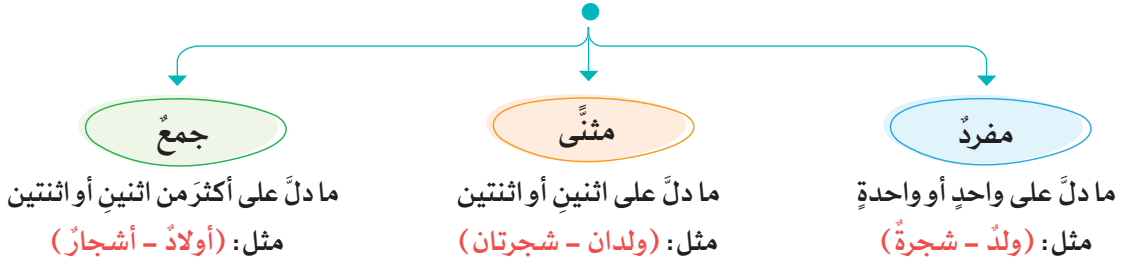 مفردٌ
ما دلَّ على واحدٍ أو واحدةٍ
مثل: (ولدٌ - شجرةٌ)
مثنًّى
ما دلَّ على اثنينِ أو اثنتين
مثل: (ولدان - شجرتان)
جمعٌ
ما دلَّ على أكثرَ من اثنينِ أو اثنتين
مثل: (أولادٌ - أشجارٌ)